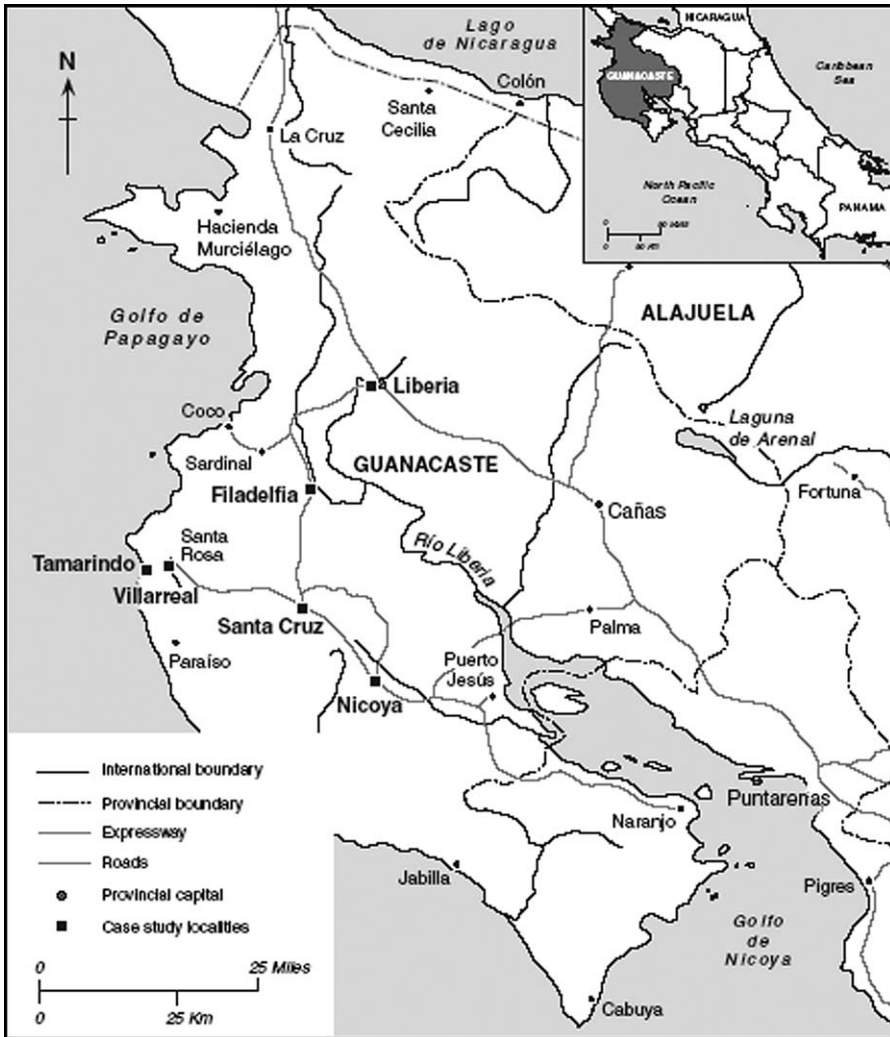 Lago
de Nicaragua
NICARAGUA
GUANACASTE
Caribbean
Sea
North Pacific
Ocean
PANAMA
0
0
N
Santa
Cecilia
Colón
La Cruz
Hacienda
Murciélago
Golfo de
Papagayo
ALAJUELA
Liberia
Coco
Sardinal
GUANACASTE
Laguna
de Arenal
Filadelfia
Cañas
Fortuna
Santa
Rosa
Río Liberia
Tamarindo
Villarreal
Santa Cruz
Palma
Paraíso
Puerto
Jesús
Nicoya
International boundary
Provincial boundary
Expressway
Roads
Provincial capital
Case study localities
0
25 Miles
0
25 Km
Puntarenas
Naranjo
Jabilla
Pigres
Golfo
de
Nicoya
Cabuya